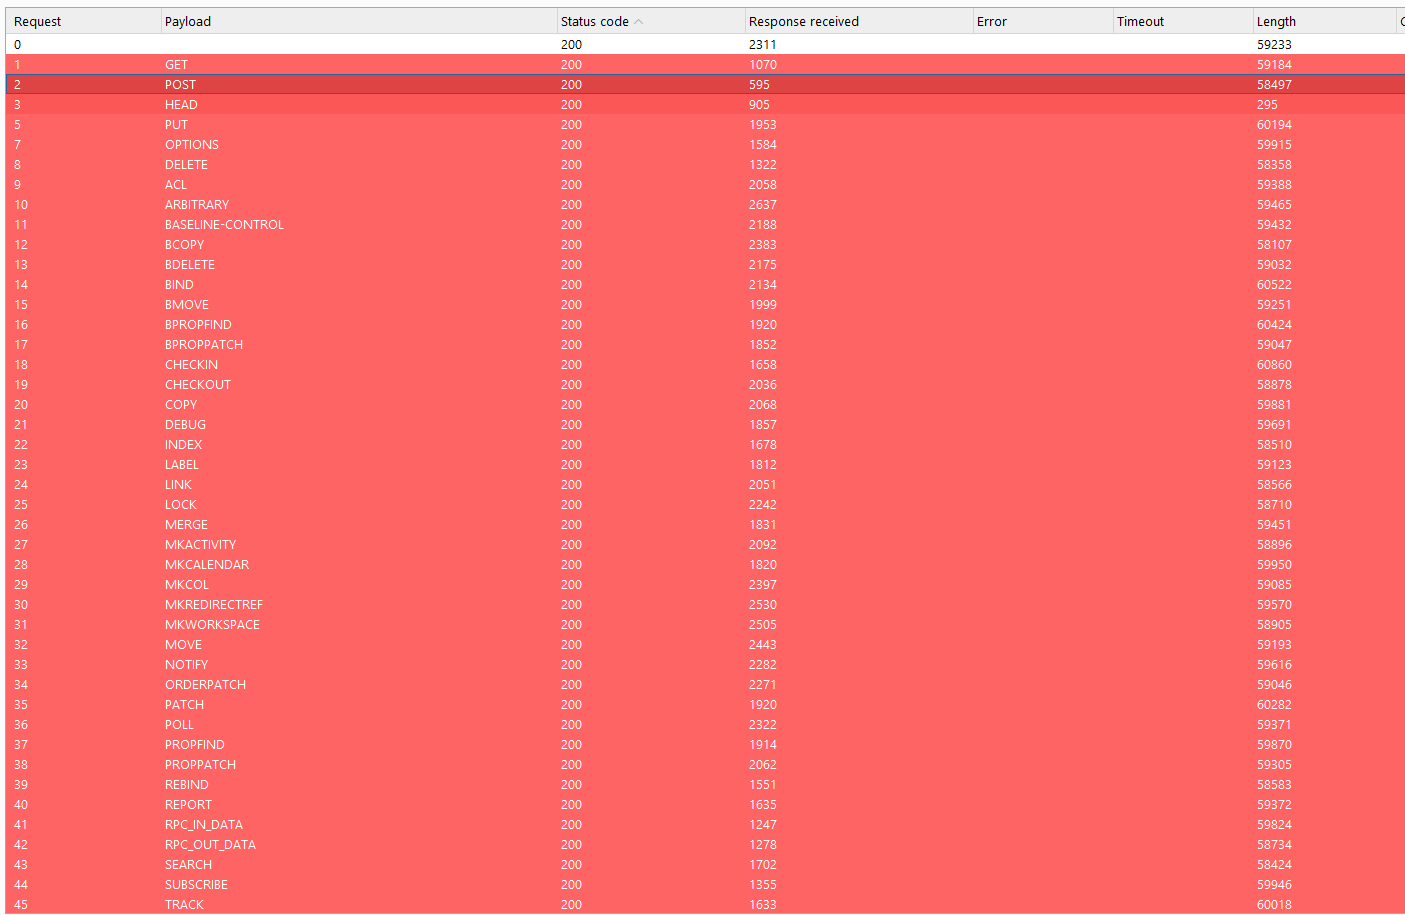 Request Payload Status code Response received Error Timeout Length
0 200 2311 59233
1 GET 200 1070 59184
2 POST 200 595 58497
3 HEAD 200 905 295
5 PUT 200 1953 60194
7 OPTIONS 200 1584 59915
8 DELETE 200 1322 58358
9 ACL 200 2058 59388
10 ARBITRARY 200 2637 59465
11 BASELINE-CONTROL 200 2188 59432
12 BCOPY 200 2383 58107
13 BDELETE 200 2175 59032
14 BIND 200 2134 60522
15 BMOVE 200 1999 59251
16 BPROPFIND 200 1920 60424
17 BPROPPATCH 200 1852 59047
18 CHECKIN 200 1658 60860
19 CHECKOUT 200 2036 58878
20 COPY 200 2068 59881
21 DEBUG 200 1857 59691
22 INDEX 200 1678 58510
23 LABEL 200 1812 59123
24 LINK 200 2051 58566
25 LOCK 200 2242 58710
26 MERGE 200 1831 59451
27 MKACTIVITY 200 2092 58896
28 MKCALENDAR 200 1820 59950
29 MKCOL 200 2397 59085
30 MKREDIRECTREF 200 2530 59570
31 MKWORKSPACE 200 2505 58905
32 MOVE 200 2443 59193
33 NOTIFY 200 2282 59616
34 ORDERPATCH 200 2271 59046
35 PATCH 200 1920 60282
36 POLL 200 2322 59371
37 PROPFIND 200 1914 59870
38 PROPPATCH 200 2062 59305
39 REBIND 200 1551 58583
40 REPORT 200 1635 59372
41 RPC_IN_DATA 200 1247 59824
42 RPC_OUT_DATA 200 1278 58734
43 SEARCH 200 1702 58424
44 SUBSCRIBE 200 1355 59946
45 TRACK 200 1633 60018